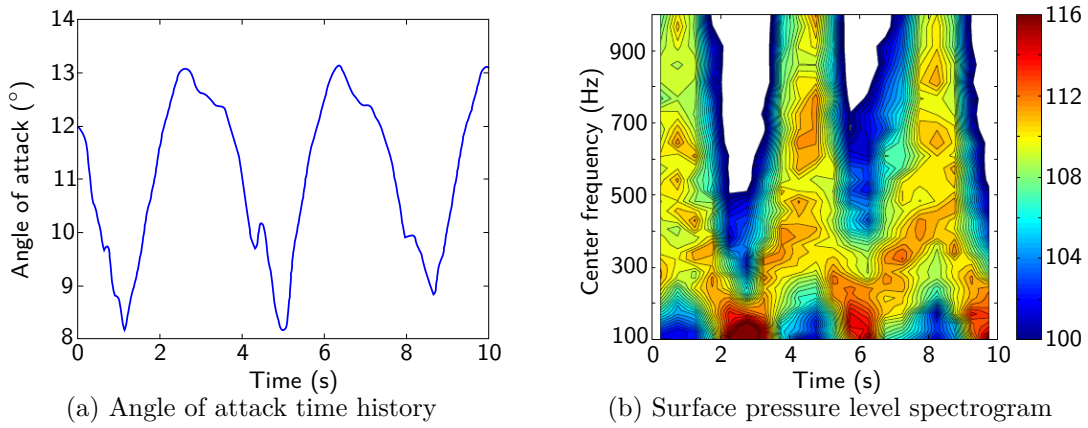 14
13
12
11
10
9
8
0 2 4 6 8 10
Angle of attack (°)
Time (s)
(a) Angle of attack time history
900
700
500
300
100
0 2 4 6 8 10
Center frequency (Hz)
Time (s)
116
112
108
104
100
(b) Surface pressure level spectrogram